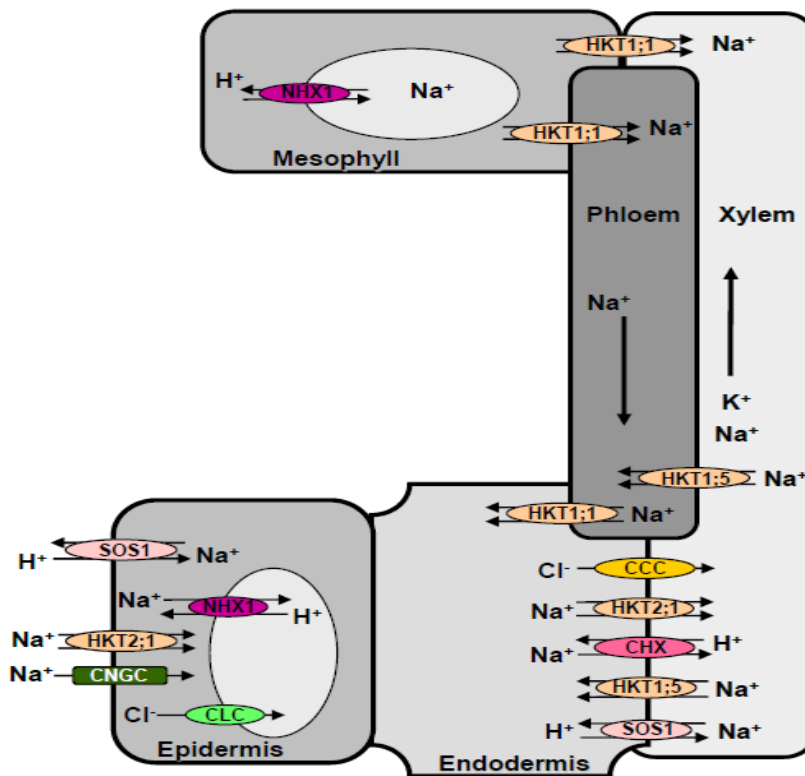 HKT1;1 Na⁺
H⁺ NHX1 Na⁺
HKT1;1 Na⁺
Mesophyll
Phloem Xylem
Na⁺
K⁺
Na⁺
HKT1;5 Na⁺
HKT1;1 Na⁺
SOS1
H⁺ Na⁺
CCC
Cl⁻
Na⁺ NHX1 H⁺
Na⁺ HKT2;1
Na⁺ HKT2;1
CHX H⁺
Na⁺
Na⁺ CNGC
HKT1;5 Na⁺
Cl⁻ CLC
H⁺ SOS1 Na⁺
Epidermis
Endodermis